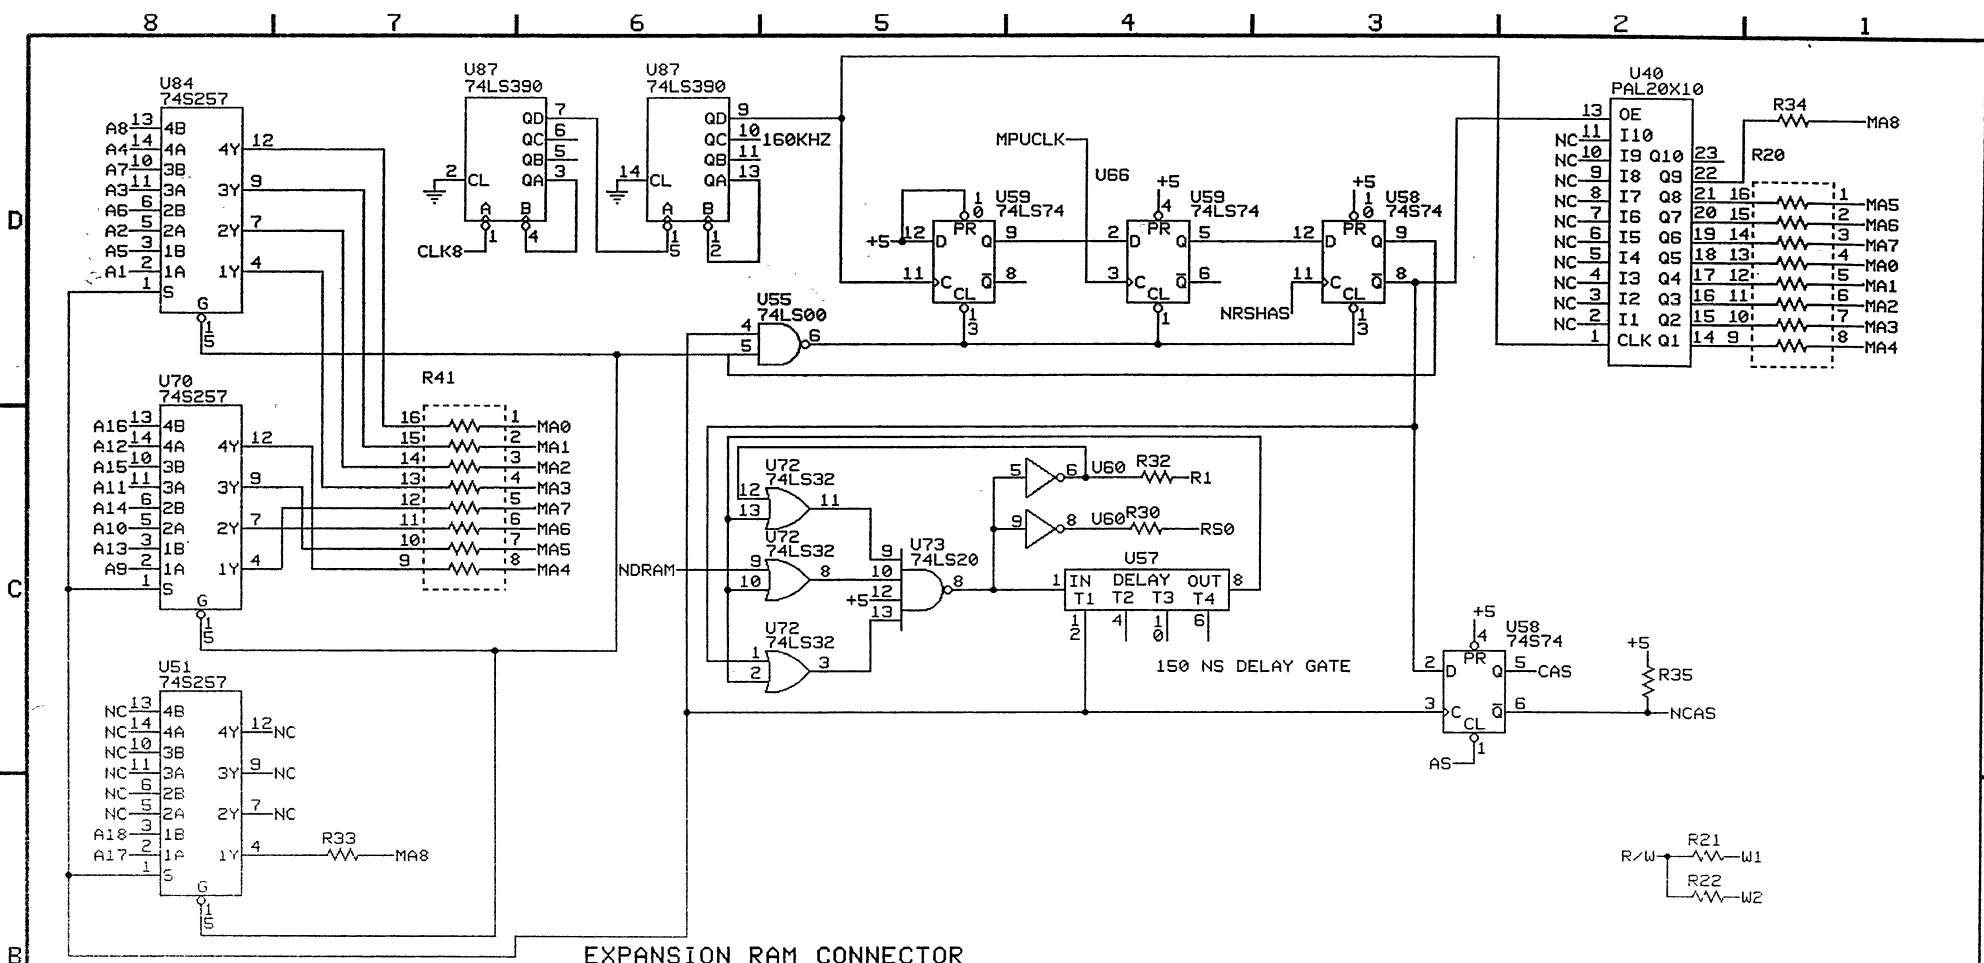 8 7 6 5 4 3 2 1
D
C
B
U84
74S257
A8 13 4B
A4 14 4A 4Y 12
A7 10 3B
A3 11 3A 3Y 9
A6 6 2B
A2 5 2A 2Y 7
A5 3 1B
A1 2 1A 1Y 4
1 S
G
15
U87
74LS390
QD 7
QC 6
QB 5
2 CL QA 3
A B
1 4
CLK8
U87
74LS390
QD 9
QC 10 160KHZ
QB 11
14 CL QA 13
A B
15 12
MPUCLK
U66
U59
74LS74
10
PR
+5 12 D Q 9
11 C Q 8
CL
13
+5
4
U59
74LS74
PR
2 D Q 5
3 C Q 6
CL
1
+5
10
U58
74S74
PR
12 D Q 9
11 C Q 8
CL
13
NRSHAS
U55
74LS00
4
5
6
U40
PAL20X10
13 OE
NC 11 I10
NC 10 I9 Q10 23
NC 9 I8 Q9 22
NC 8 I7 Q8 21 16 1 MA5
NC 7 I6 Q7 20 15 2 MA6
NC 6 I5 Q6 19 14 3 MA7
NC 5 I4 Q5 18 13 4 MA0
NC 4 I3 Q4 17 12 5 MA1
NC 3 I2 Q3 16 11 6 MA2
NC 2 I1 Q2 15 10 7 MA3
1 CLK Q1 14 9 8 MA4
R34
MA8
R20
U70
74S257
A16 13 4B
A12 14 4A 4Y 12
A15 10 3B
A11 11 3A 3Y 9
A14 6 2B
A10 5 2A 2Y 7
A13 3 1B
A9 2 1A 1Y 4
1 S
G
15
R41
16 1 MA0
15 2 MA1
14 3 MA2
13 4 MA3
12 5 MA7
11 6 MA6
10 7 MA5
9 8 MA4
U72
74LS32
12
13
11
U72
74LS32
NDRAM 9
10
8
U72
74LS32
1
2
3
U73
74LS20
9
10
+5 12
13
8
5 6 U60 R32 R1
9 8 U60 R30 RS0
U57
1 IN DELAY OUT 8
T1 T2 T3 T4
12 4 10 6
150 NS DELAY GATE
+5
4
U58
74S74
PR
2 D Q 5 CAS
3 C Q 6
CL
1
AS
+5
R35
NCAS
U51
74S257
NC 13 4B
NC 14 4A 4Y 12 NC
NC 10 3B
NC 11 3A 3Y 9 NC
NC 6 2B
NC 5 2A 2Y 7 NC
A18 3 1B
A17 2 1A 1Y 4
1 S
G
15
R33
MA8
R/W
R21
W1
R22
W2
EXPANSION RAM CONNECTOR